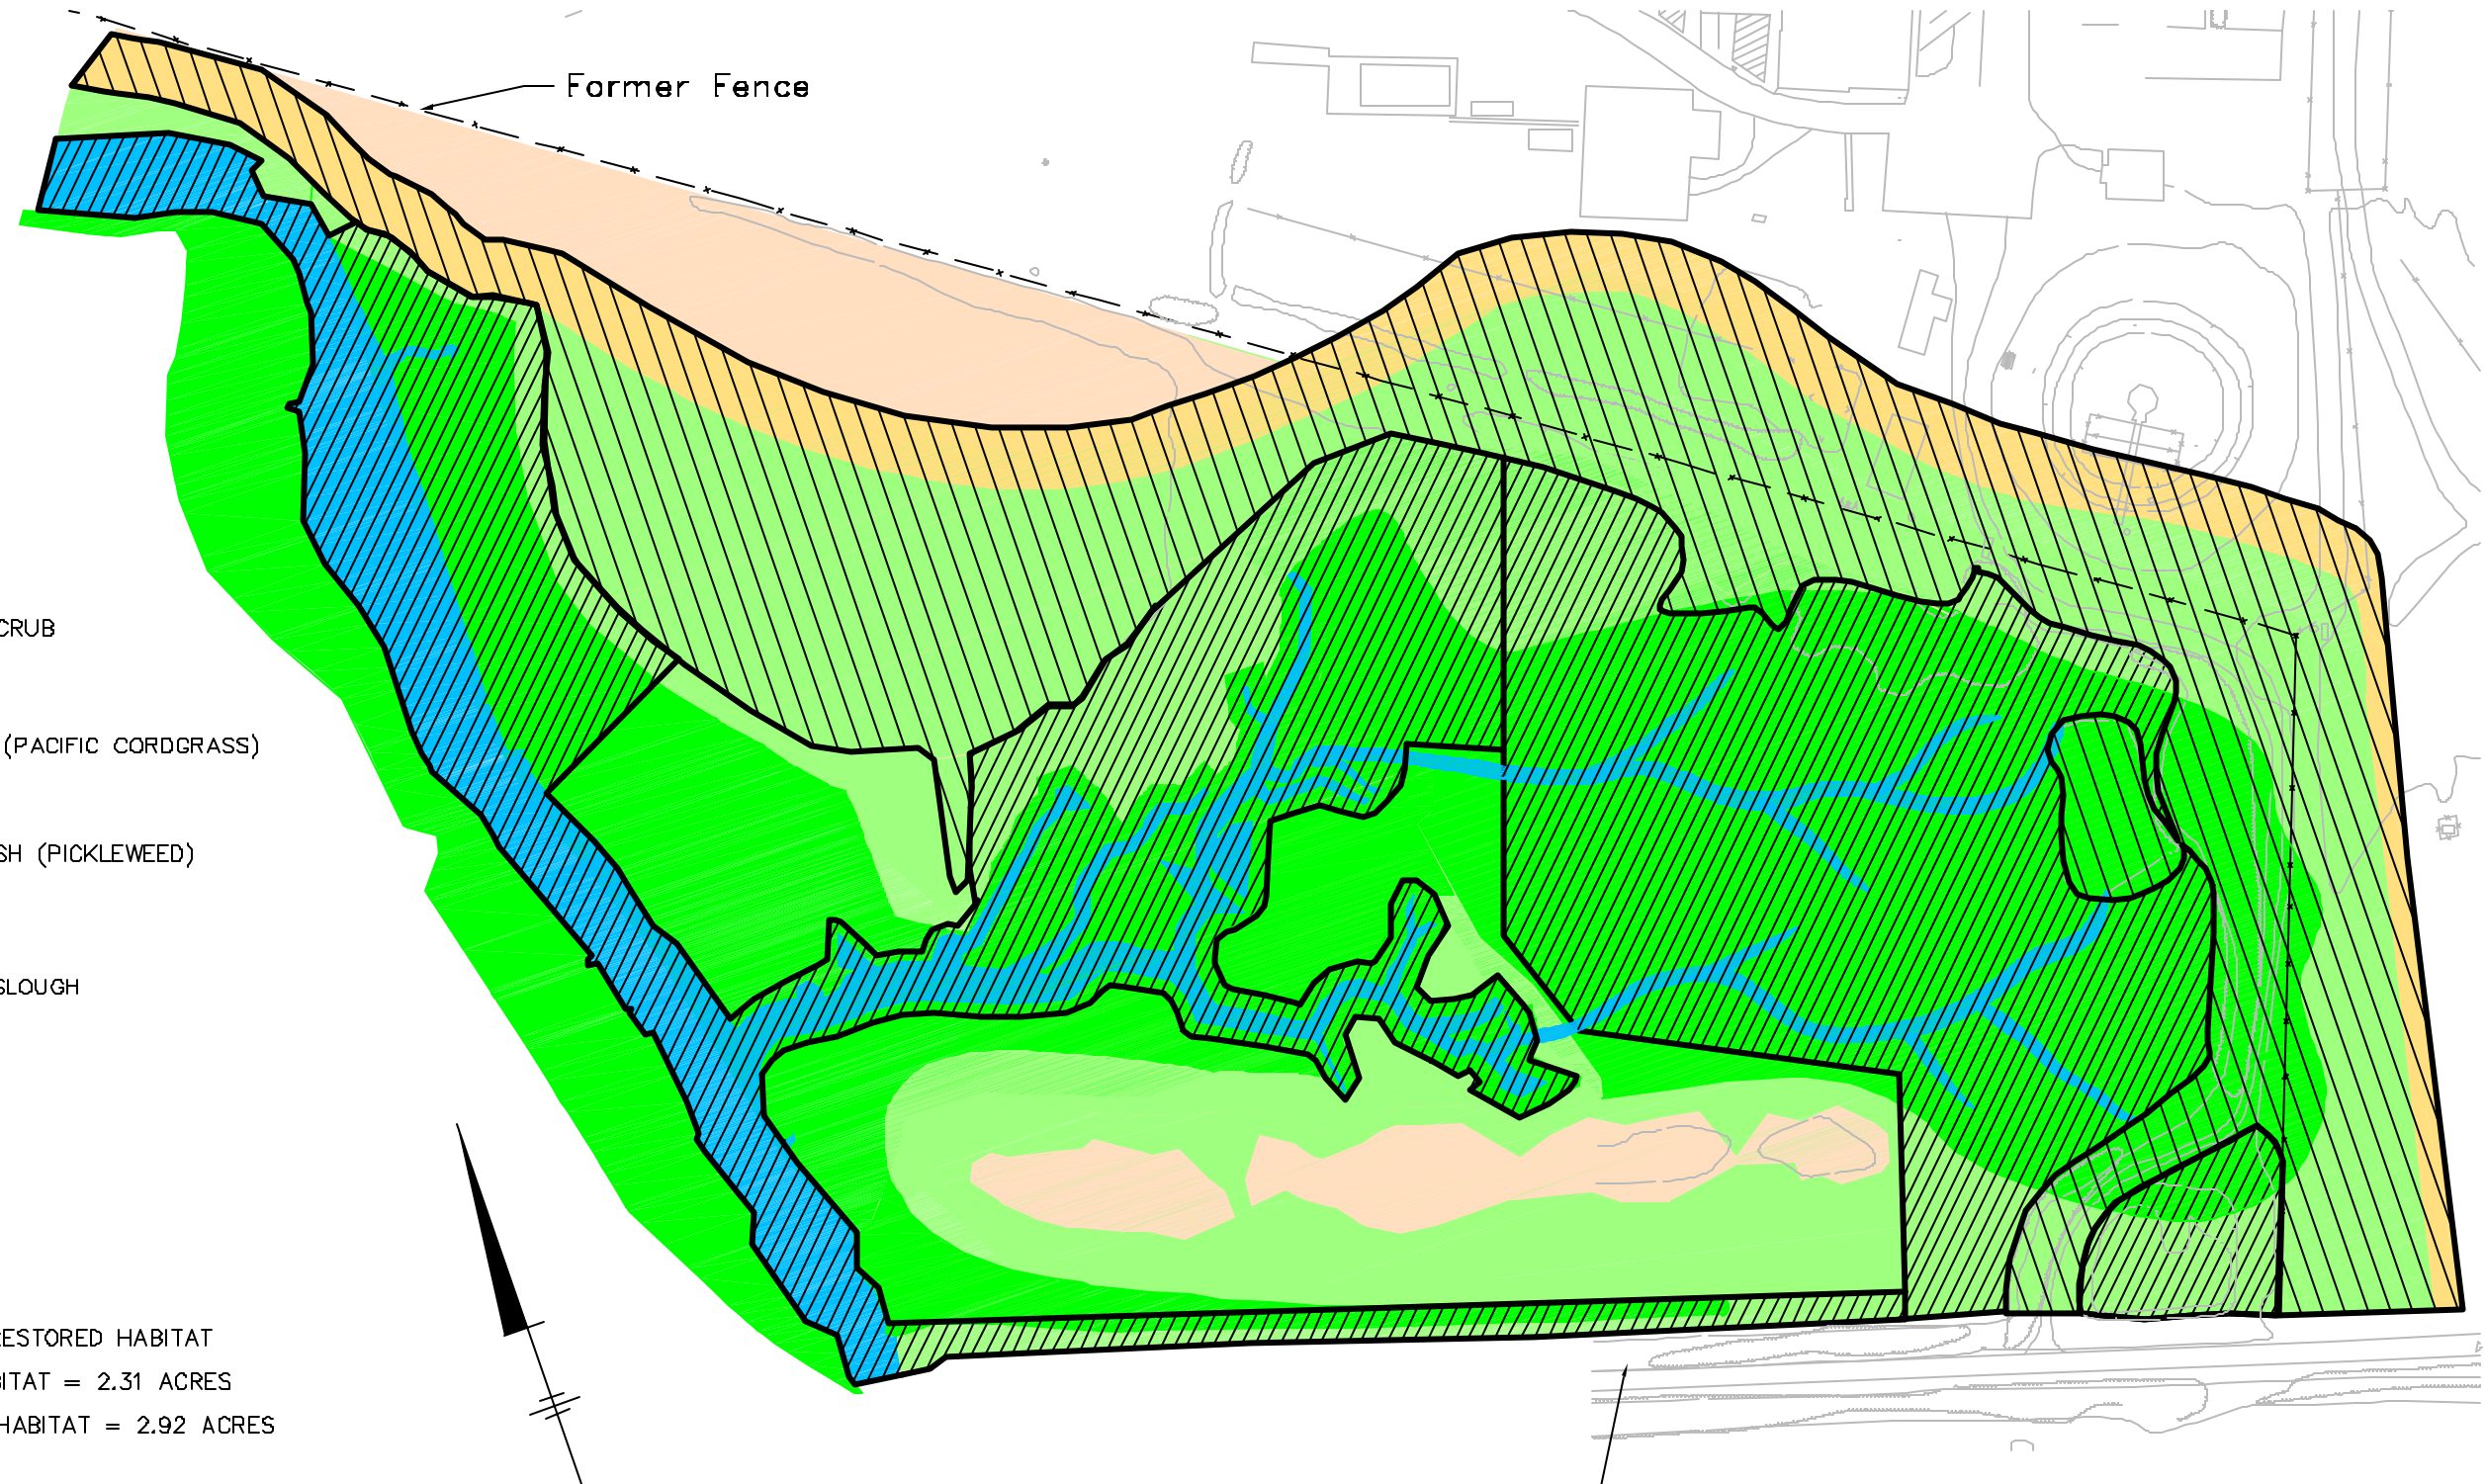 Former Fence
CRUB
(PACIFIC CORDGRASS)
SH (PICKLEWEED)
SLOUGH
ESTORED HABITAT
BITAT = 2.31 ACRES
HABITAT = 2.92 ACRES